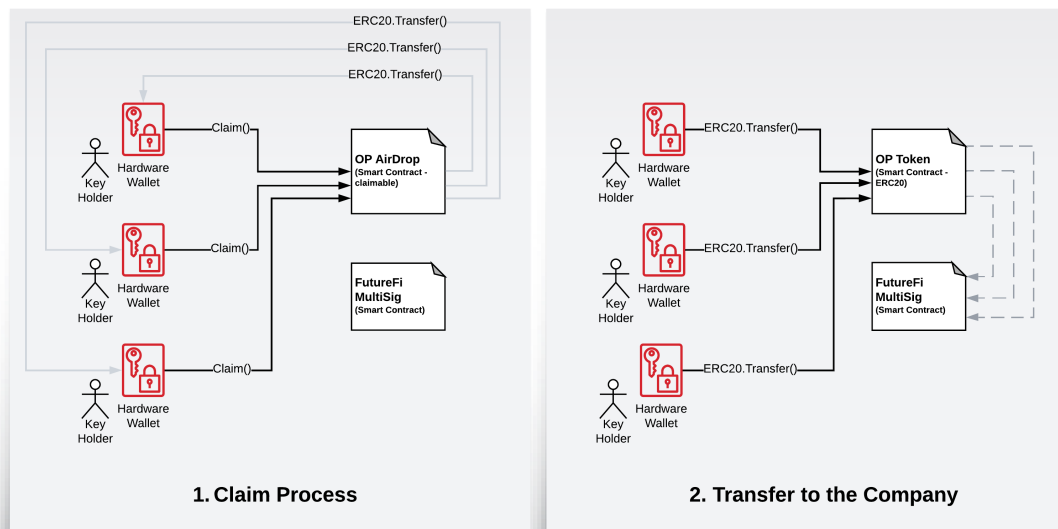 ERC20.Transfer()
ERC20.Transfer()
ERC20.Transfer()
Claim()
Hardware
Wallet
Key
Holder
OP AirDrop
(Smart Contract -
claimable)
Claim()
Hardware
Wallet
Key
Holder
FutureFi
MultiSig
(Smart Contract)
Claim()
Hardware
Wallet
Key
Holder
1. Claim Process
ERC20.Transfer()
Hardware
Wallet
Key
Holder
OP Token
(Smart Contract -
ERC20)
ERC20.Transfer()
Hardware
Wallet
Key
Holder
FutureFi
MultiSig
(Smart Contract)
ERC20.Transfer()
Hardware
Wallet
Key
Holder
2. Transfer to the Company